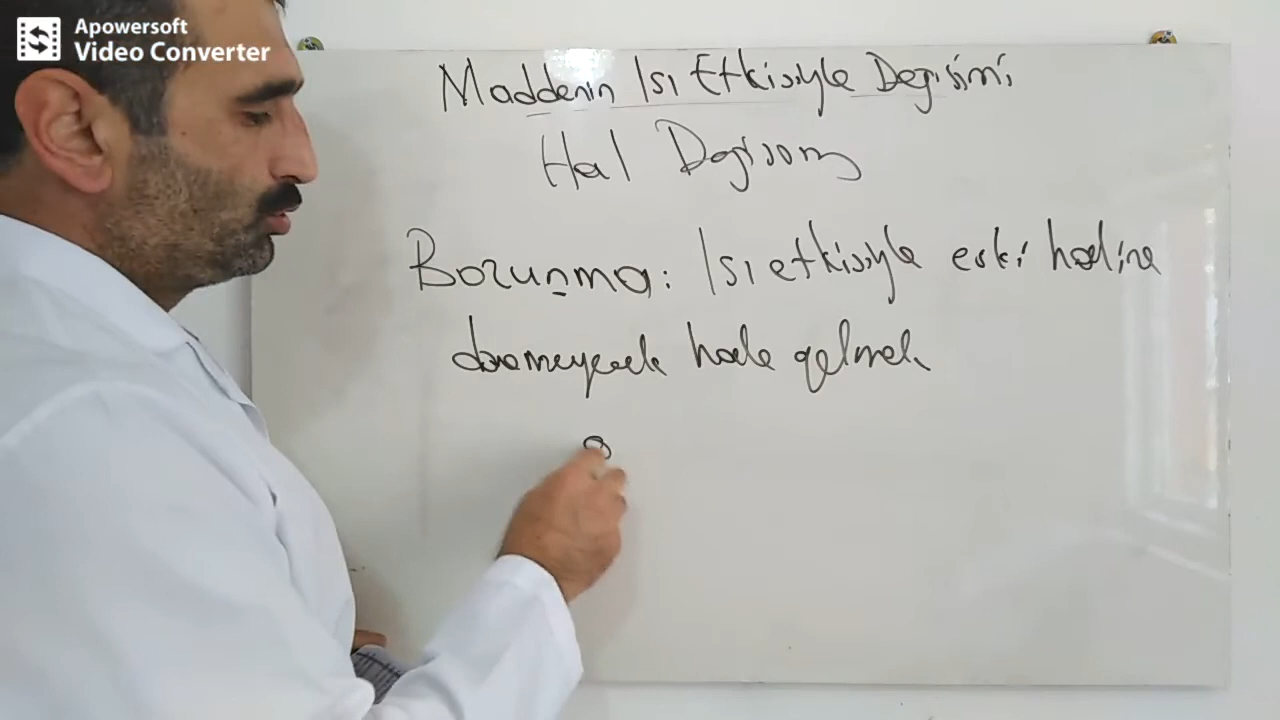 Apowersoft
Video Converter
Maddenin Isı Etkisiyle Değişimi
Hal Değişimi
Bozunma: Isı etkisiyle eski haline
dönemeyecek hale gelmek